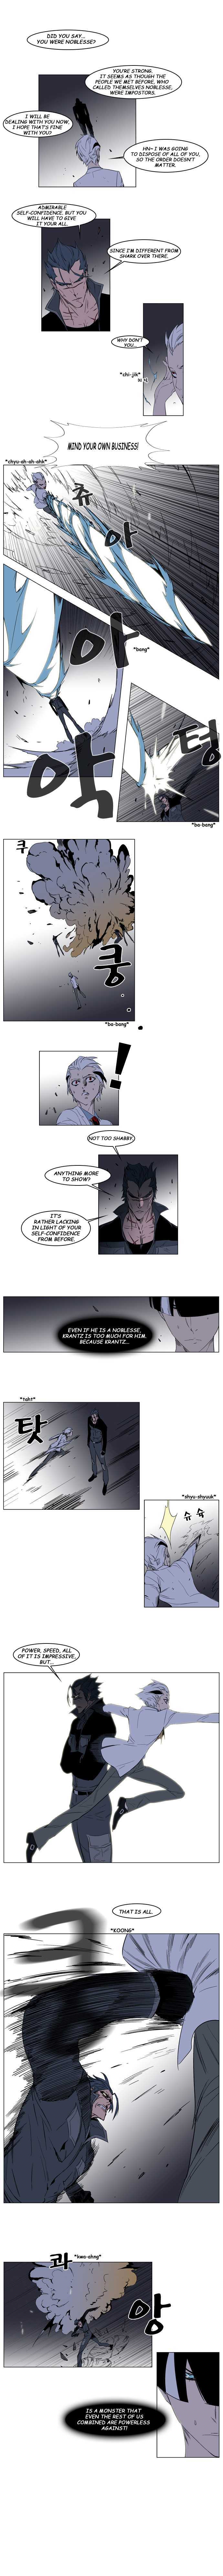 DID YOU SAY...
YOU WERE NOBLESSE?
YOU'RE STRONG.
IT SEEMS AS THOUGH THE
PEOPLE WE MET BEFORE, WHO
CALLED THEMSELVES NOBLESSE,
WERE IMPOSTORS.
I WILL BE
DEALING WITH YOU NOW,
I HOPE THAT'S FINE
WITH YOU?
HN~ I WAS GOING
TO DISPOSE OF ALL OF YOU,
SO THE ORDER DOESN'T
MATTER.
ADMIRABLE
SELF-CONFIDENCE, BUT YOU
WILL HAVE TO GIVE
IT YOUR ALL.
SINCE I'M DIFFERENT FROM
SHARK OVER THERE.
WHY DON'T
YOU...
*chi-jik*
MIND YOUR OWN BUSINESS!
*chyu-ah-ah-ahk*
츄
아
아
악
*bang*
텅
*ba-bang*
쿠
쿵
*ba-bang*
!
NOT TOO SHABBY.
ANYTHING MORE
TO SHOW?
IT'S
RATHER LACKING
IN LIGHT OF YOUR
SELF-CONFIDENCE
FROM BEFORE.
EVEN IF HE IS A NOBLESSE,
KRANTZ IS TOO MUCH FOR HIM.
BECAUSE KRANTZ...
*taht*
탓
*shyu-shyuuk*
슈 슉
POWER, SPEED, ALL
OF IT IS IMPRESSIVE,
BUT...
THAT IS ALL.
*KOONG*
*kwa-ahng*
콰
앙
IS A MONSTER THAT
EVEN THE REST OF US
COMBINED ARE POWERLESS
AGAINST!